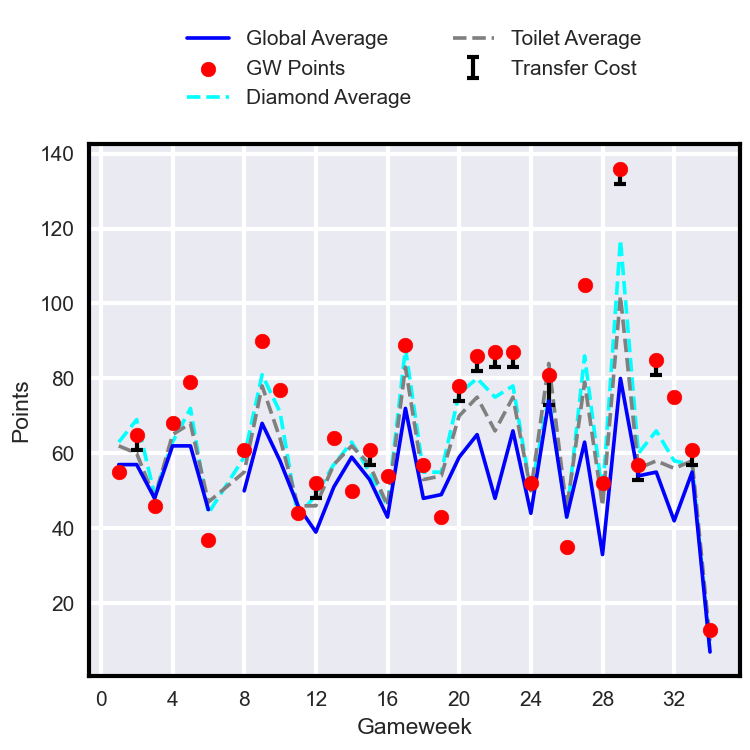 Global Average
GW Points
Diamond Average
Toilet Average
Transfer Cost
Points
140
120
100
80
60
40
20
0 4 8 12 16 20 24 28 32
Gameweek